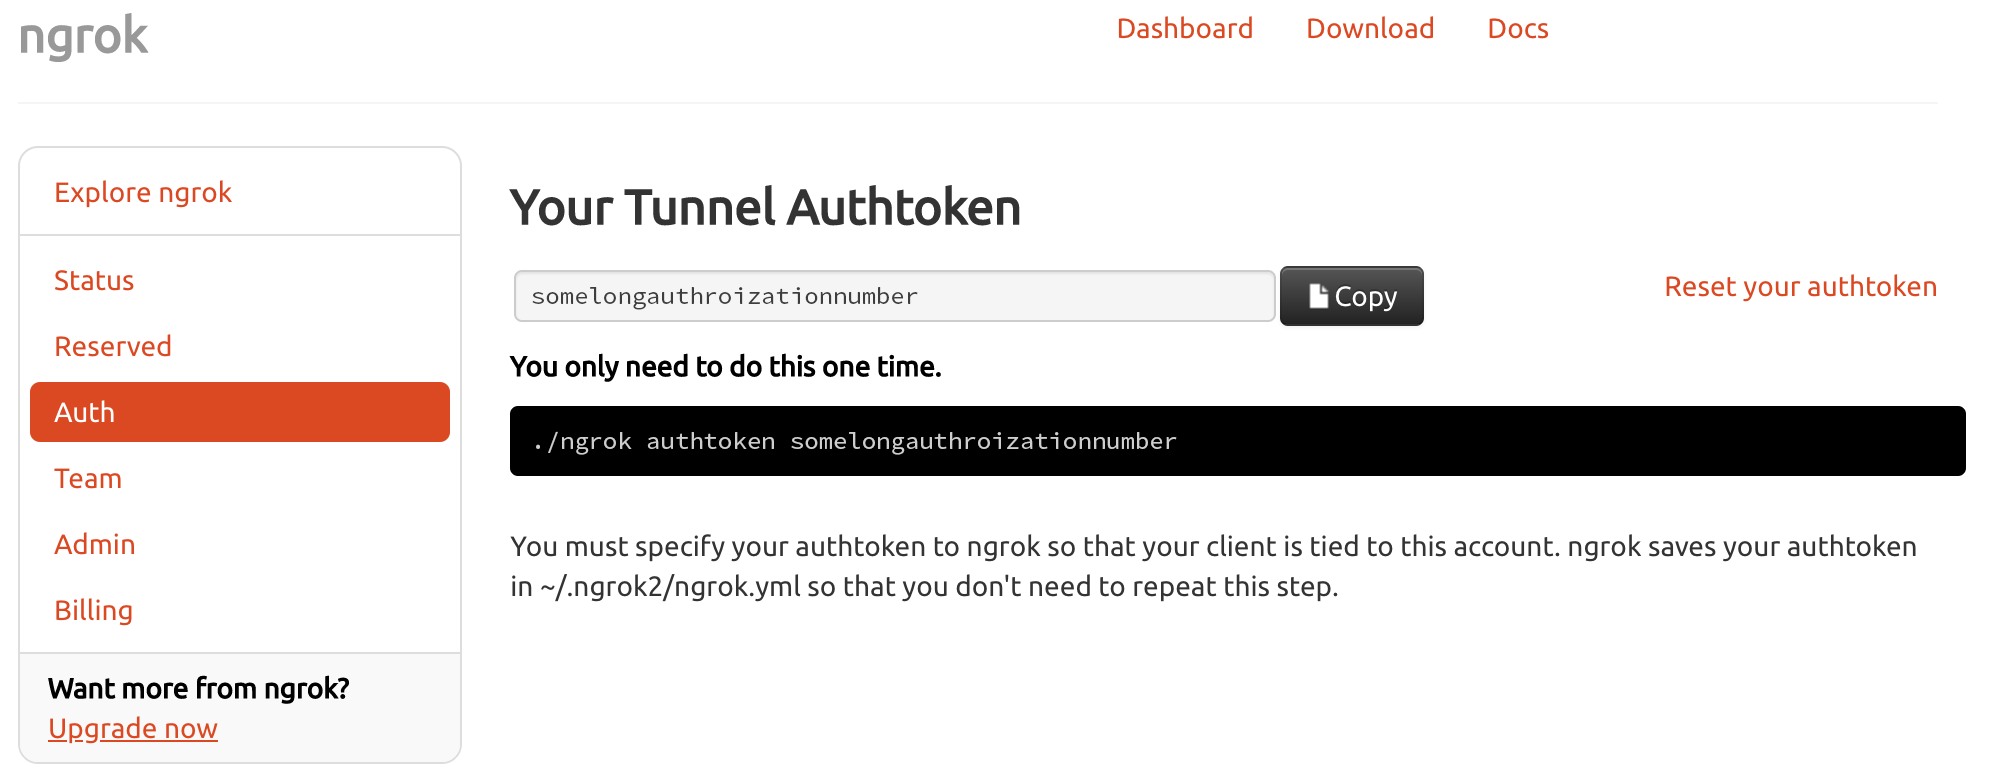 ngrok
Dashboard Download Docs
Explore ngrok
Status
Reserved
Auth
Team
Admin
Billing
Want more from ngrok?
Upgrade now
Your Tunnel Authtoken
somelongauthroizationnumber
Copy
Reset your authtoken
You only need to do this one time.
./ngrok authtoken somelongauthroizationnumber
You must specify your authtoken to ngrok so that your client is tied to this account. ngrok saves your authtoken
in ~/.ngrok2/ngrok.yml so that you don't need to repeat this step.